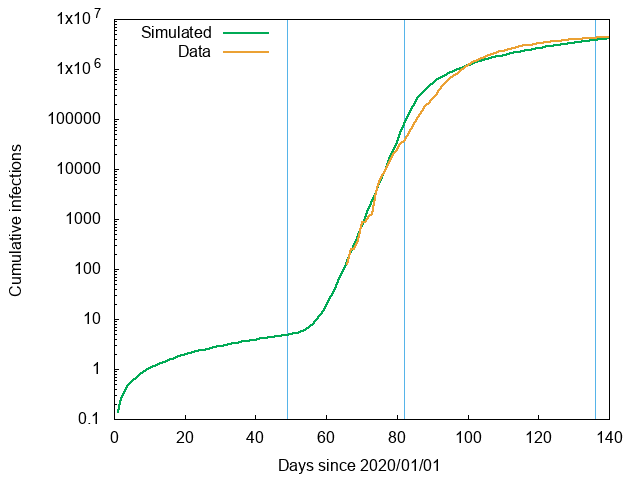 1x10^7
Simulated
Data
1x10^6
100000
10000
1000
100
10
1
0.1
Cumulative infections
0 20 40 60 80 100 120 140
Days since 2020/01/01